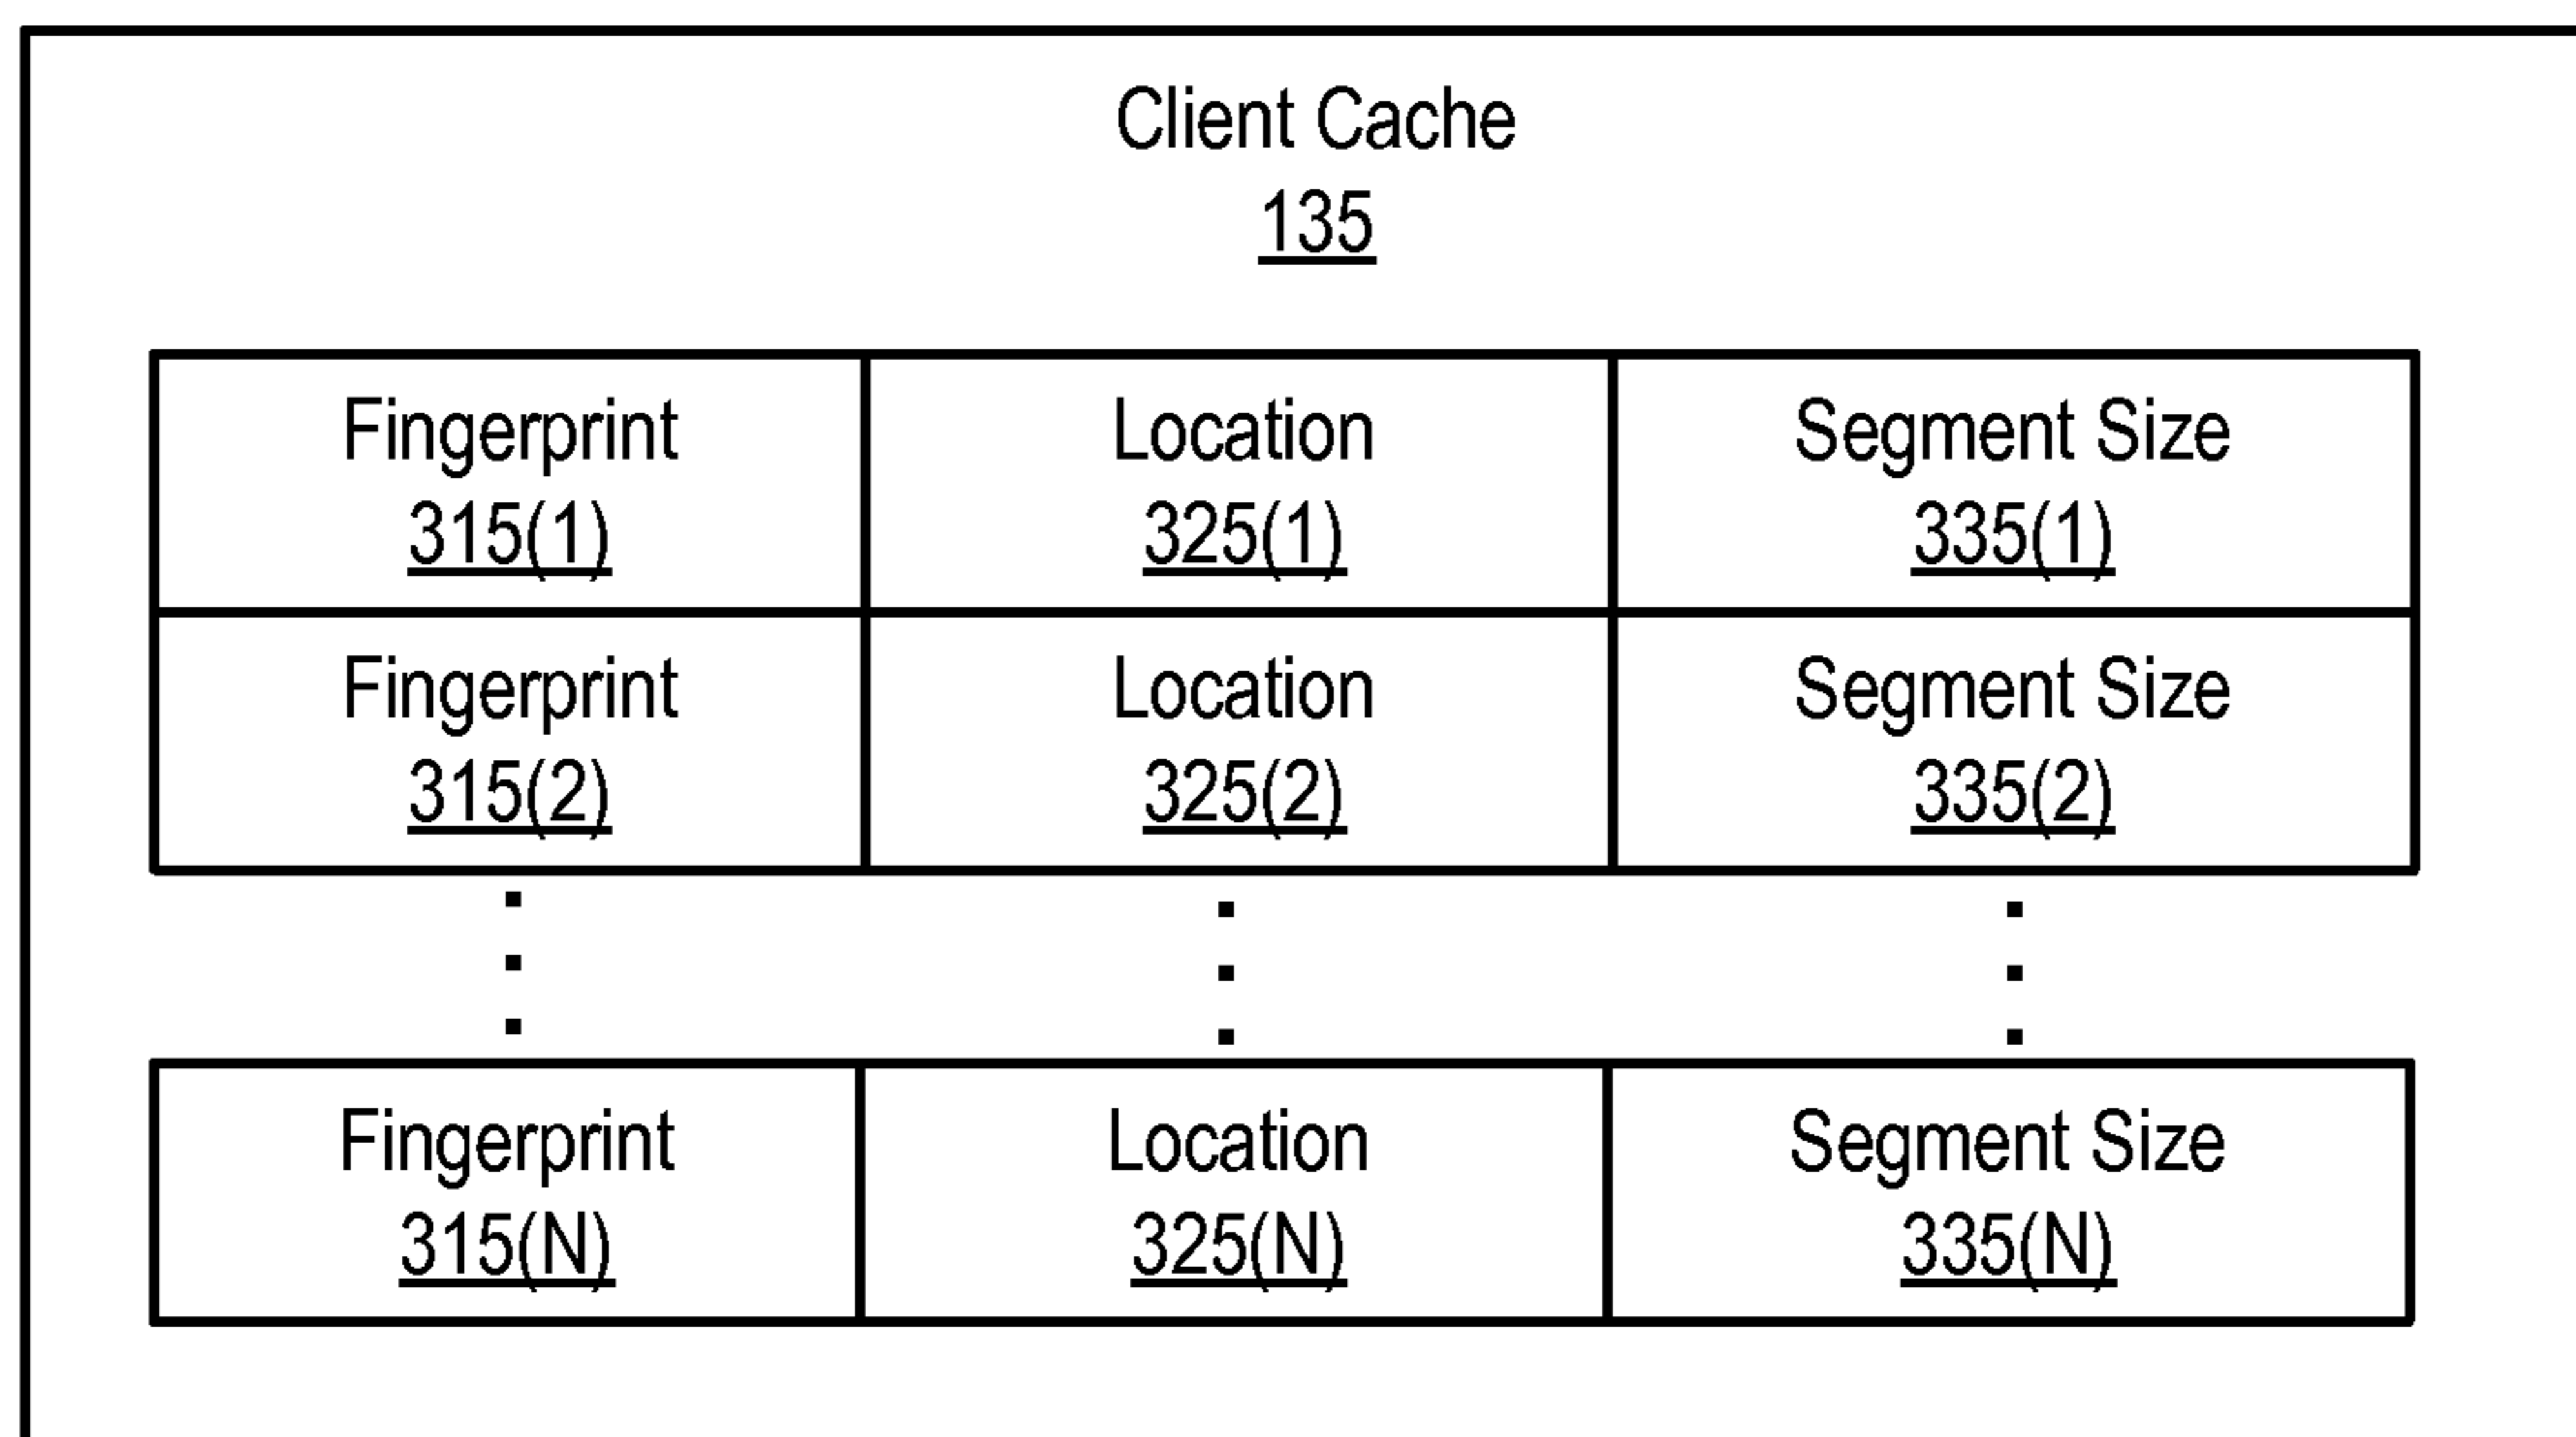 Client Cache
135
Fingerprint
315(1)
Location
325(1)
Segment Size
335(1)
Fingerprint
315(2)
Location
325(2)
Segment Size
335(2)
Fingerprint
315(N)
Location
325(N)
Segment Size
335(N)